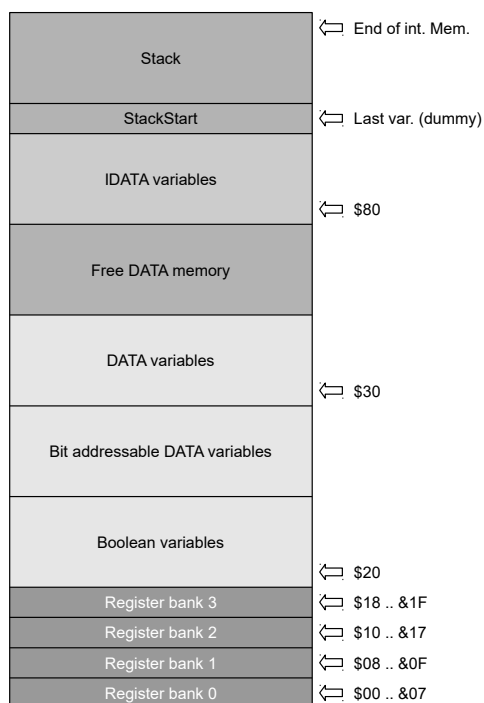 End of int. Mem.
Stack
StackStart
Last var. (dummy)
IDATA variables
$80
Free DATA memory
DATA variables
$30
Bit addressable DATA variables
Boolean variables
$20
Register bank 3
$18 .. &1F
Register bank 2
$10 .. &17
Register bank 1
$08 .. &0F
Register bank 0
$00 .. &07